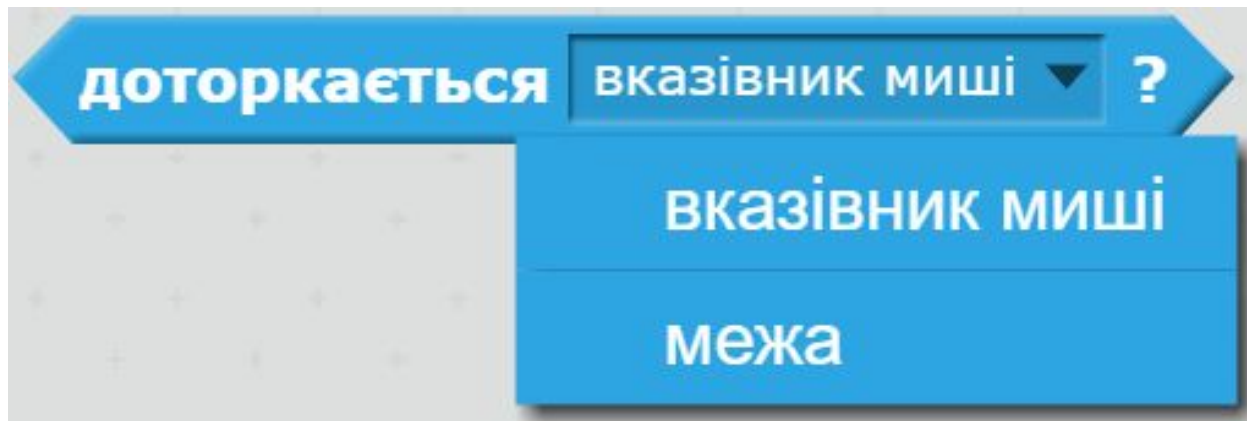 доторкається вказівник миші ?
вказівник миші
межа